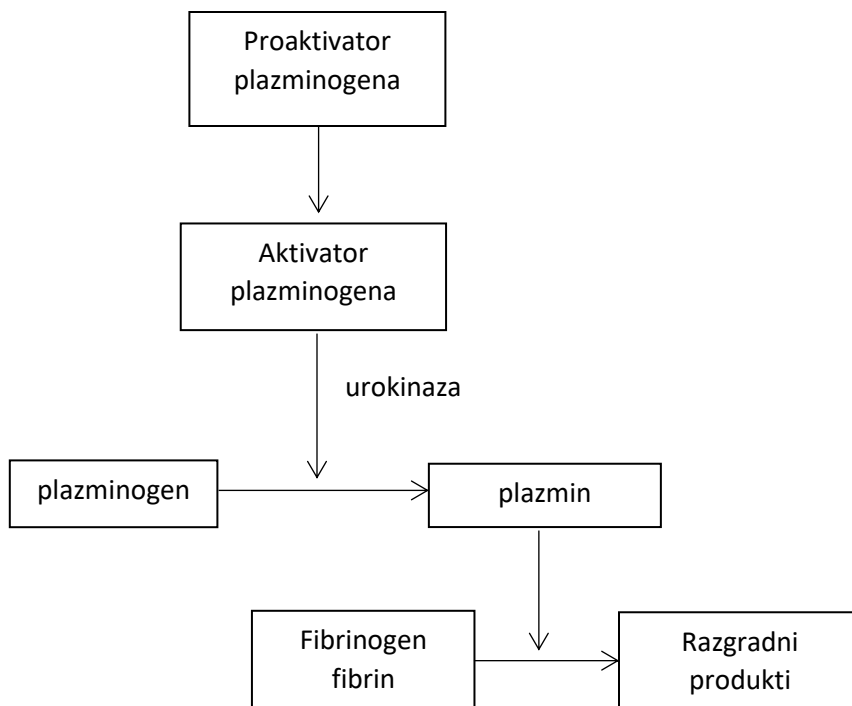 Proaktivator
plazminogena
Aktivator
plazminogena
urokinaza
plazminogen
plazmin
Fibrinogen
fibrin
Razgradni
produkti